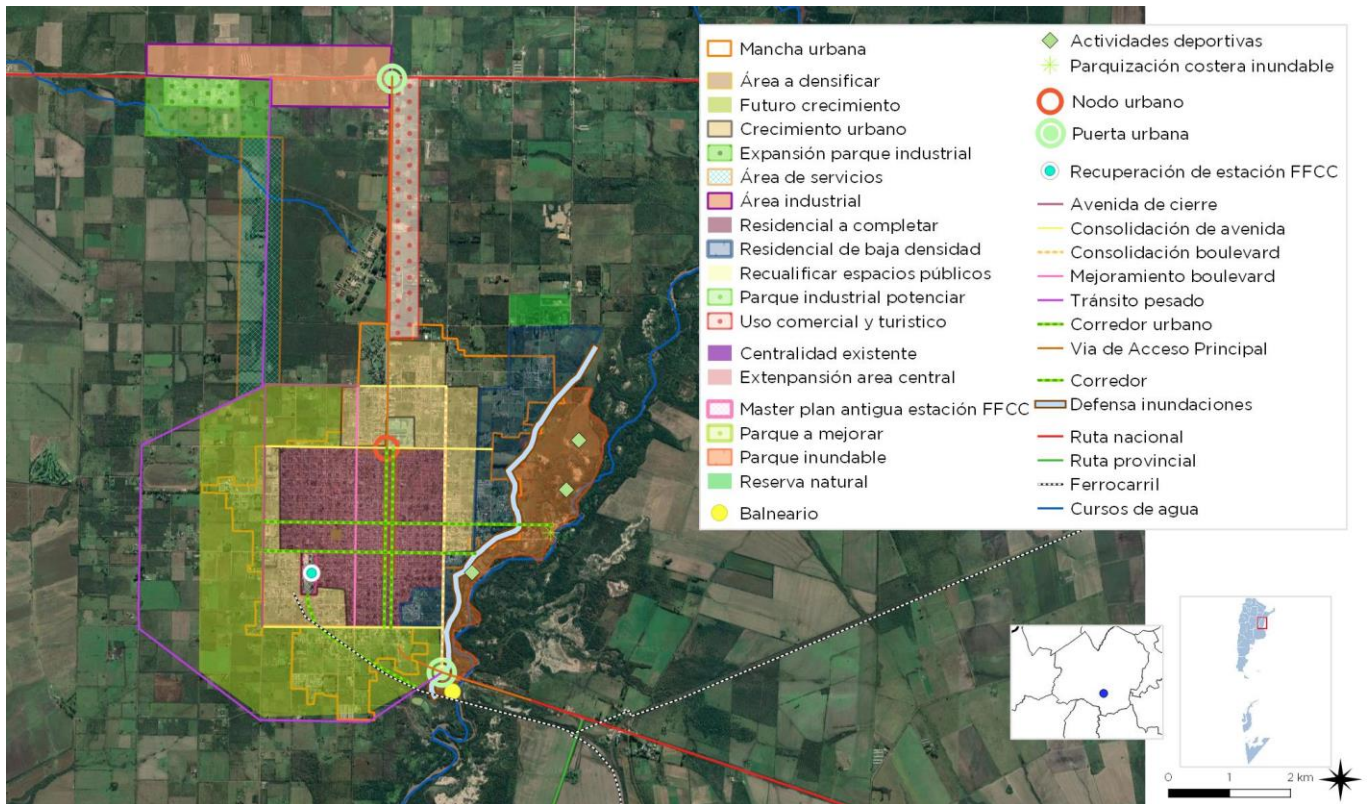 Mancha urbana
Área a densificar
Futuro crecimiento
Crecimiento urbano
Expansión parque industrial
Área de servicios
Área industrial
Residencial a completar
Residencial de baja densidad
Recualificar espacios públicos
Parque industrial potenciar
Uso comercial y turistico
Centralidad existente
Extenpansión area central
Master plan antigua estación FFCC
Parque a mejorar
Parque inundable
Reserva natural
Balneario
Actividades deportivas
Parquización costera inundable
Nodo urbano
Puerta urbana
Recuperación de estación FFCC
Avenida de cierre
Consolidación de avenida
Consolidación boulevard
Mejoramiento boulevard
Tránsito pesado
Corredor urbano
Via de Acceso Principal
Corredor
Defensa inundaciones
Ruta nacional
Ruta provincial
Ferrocarril
Cursos de agua
0 1 2 km